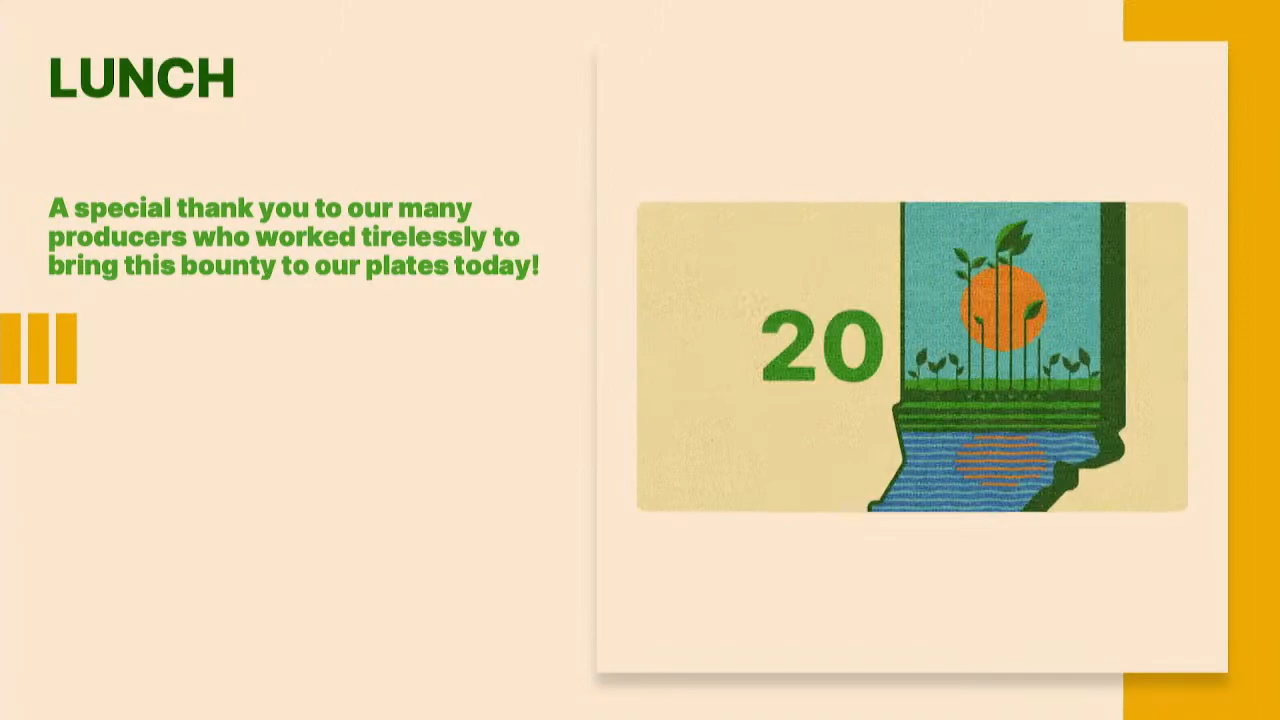 LUNCH
A special thank you to our many
producers who worked tirelessly to
bring this bounty to our plates today!
20